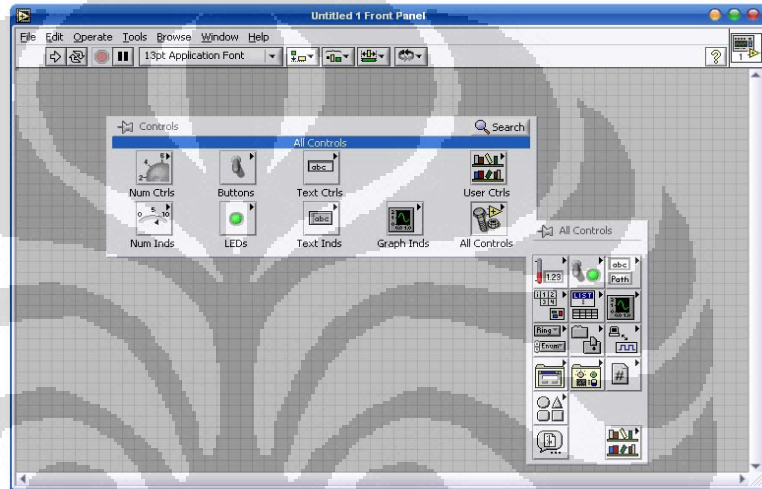 Untitled 1 Front Panel
File Edit Operate Tools Browse Window Help
13pt Application Font
?
1
Controls
Search
All Controls
Num Ctrls Buttons Text Ctrls User Ctrls
Num Inds LEDs Text Inds Graph Inds All Controls
All Controls
1.23 abc
Path
LIST
Ring
Enum
#